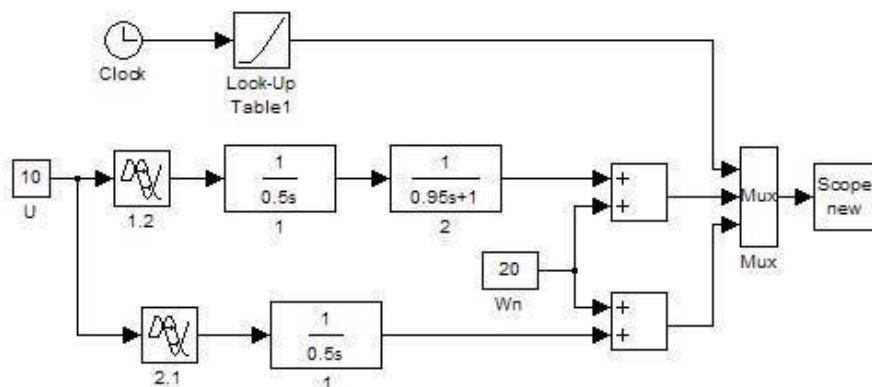 Clock
Look-Up
Table1
10
U
1.2
1
0.5s
1
1
0.95s+1
2
+
+
20
Wn
Mux
Mux
Scope
new
2.1
1
0.5s
1
+
+